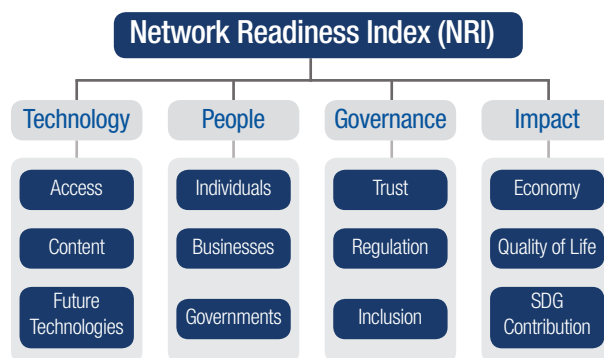 Network Readiness Index (NRI)
Technology
People
Governance
Impact
Access
Individuals
Trust
Economy
Content
Businesses
Regulation
Quality of Life
Future
Technologies
Governments
Inclusion
SDG
Contribution